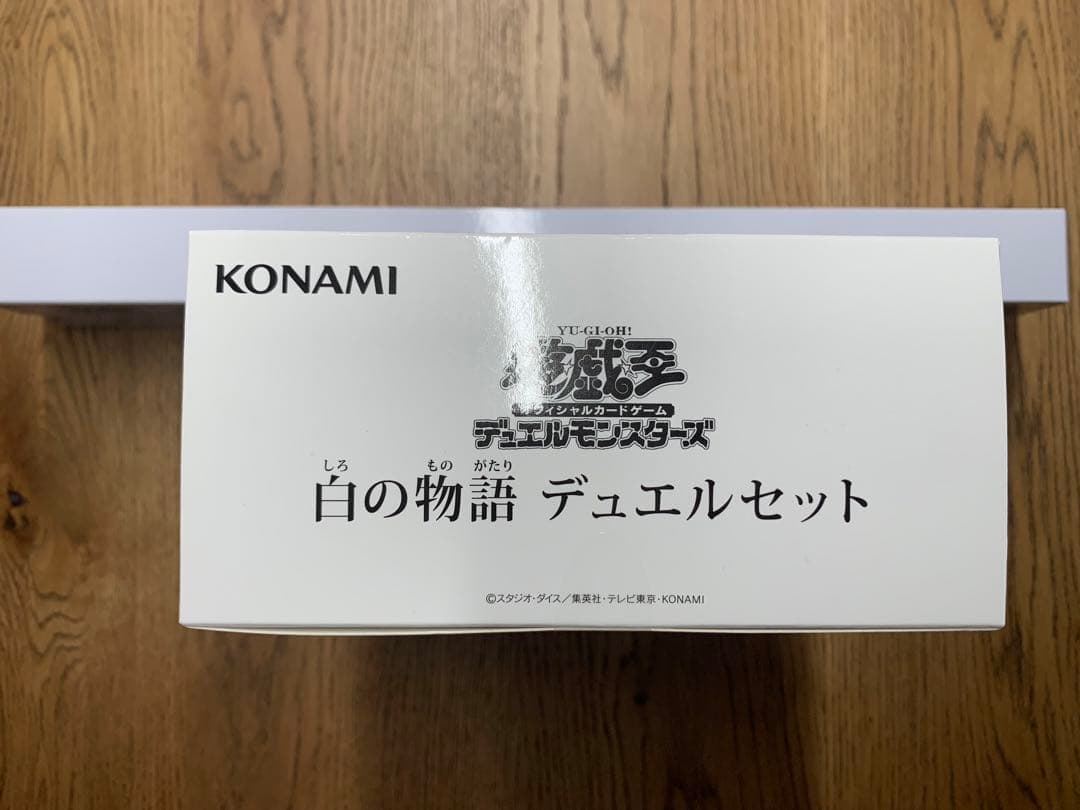 KONAMI
YU-GI-OH!
遊戯王
オフィシャルカードゲーム
デュエルモンスターズ
しろ もの がたり
白の物語 デュエルセット
©スタジオ・ダイス／集英社・テレビ東京・KONAMI